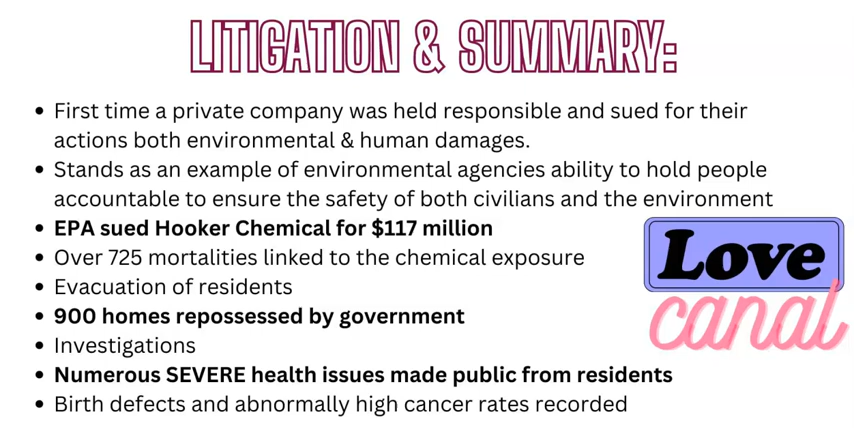 LITIGATION & SUMMARY:
• First time a private company was held responsible and sued for their
actions both environmental & human damages.
• Stands as an example of environmental agencies ability to hold people
accountable to ensure the safety of both civilians and the environment
• EPA sued Hooker Chemical for $117 million
• Over 725 mortalities linked to the chemical exposure
• Evacuation of residents
• 900 homes repossessed by government
• Investigations
• Numerous SEVERE health issues made public from residents
• Birth defects and abnormally high cancer rates recorded
Love
canal